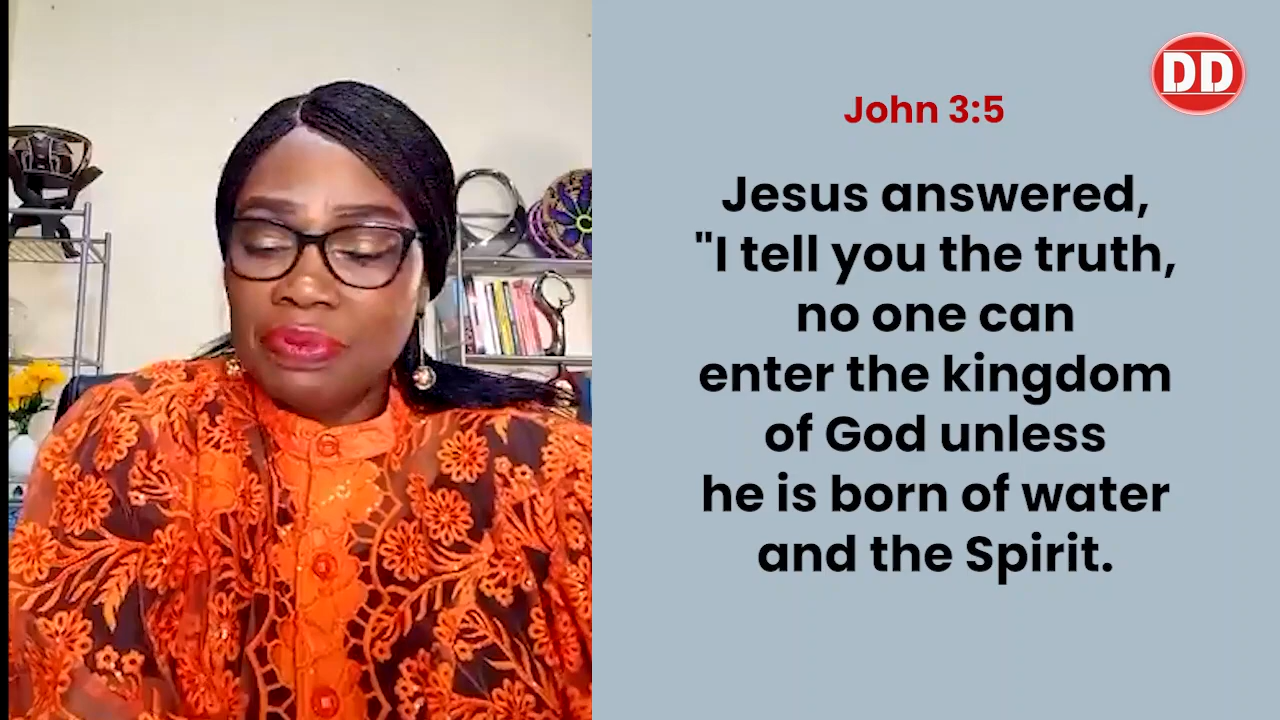 DD
John 3:5
Jesus answered,
"I tell you the truth,
no one can
enter the kingdom
of God unless
he is born of water
and the Spirit.